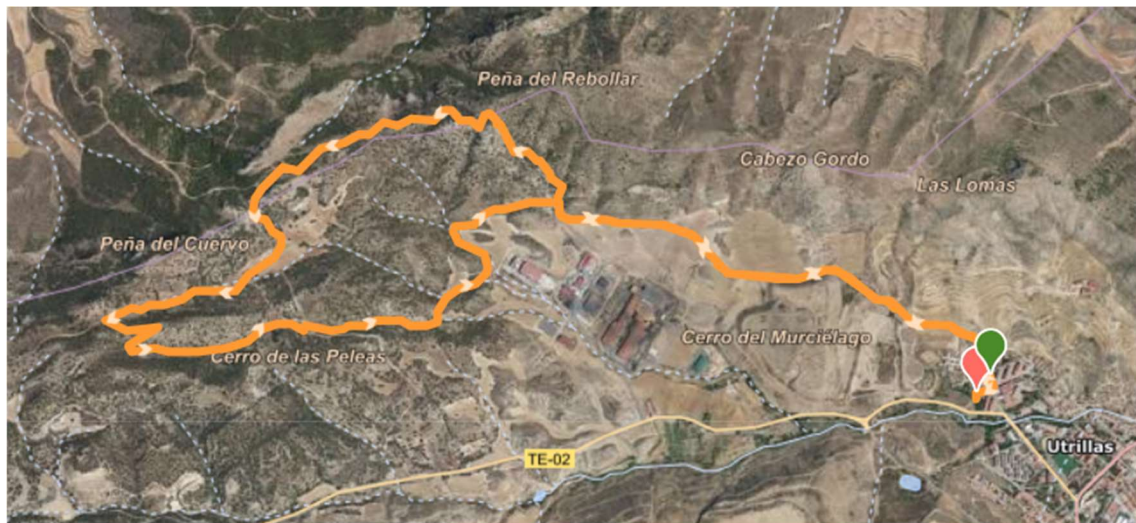 Peña del Rebollar
Cabezo Gordo
Las Lomas
Peña del Cuervo
Cerro del Murciélago
Cerro de las Peleas
Utrillas
TE-02